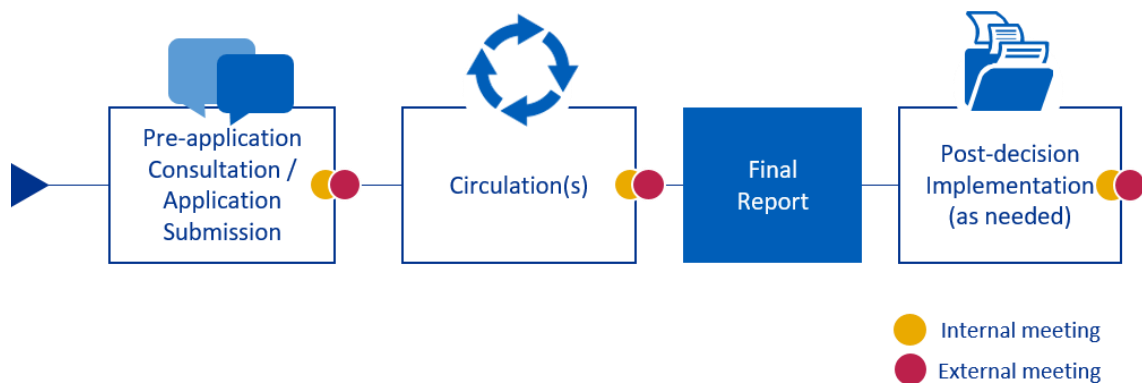 Pre-application
Consultation /
Application
Submission
Circulation(s)
Final
Report
Post-decision
Implementation
(as needed)
Internal meeting
External meeting